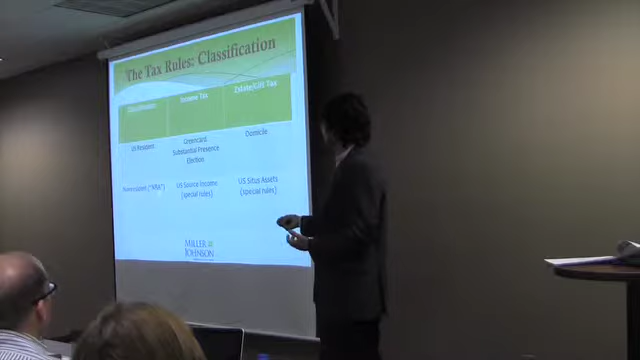 The Tax Rules: Classification
Classification
Income Tax
Estate/Gift Tax
US Resident
Greencard
Substantial Presence
Election
Domicile
Nonresident ("NRA")
US Source Income
(special rules)
US Situs Assets
(special rules)
MILLER
JOHNSON